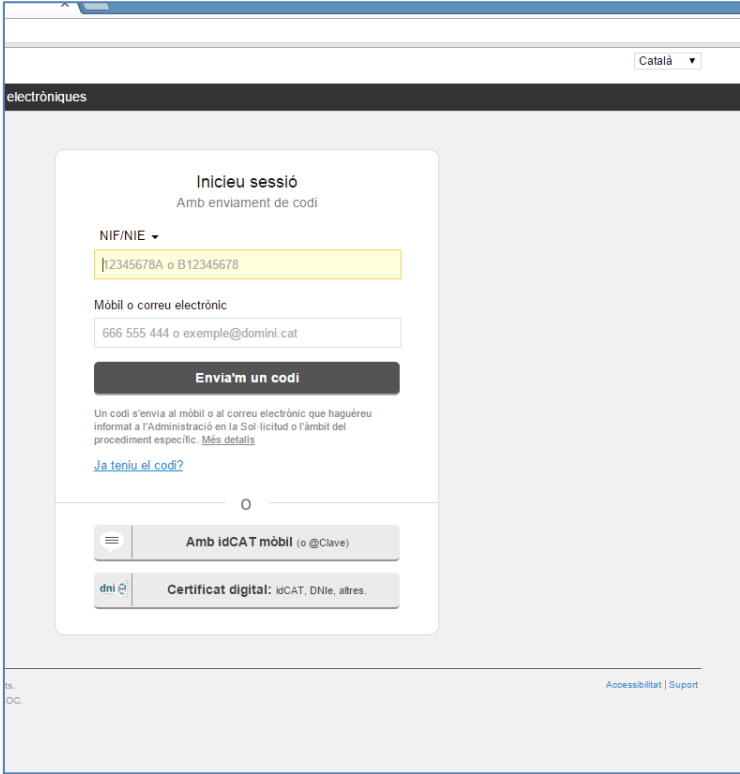 Català ▼
electròniques
Inicieu sessió
Amb enviament de codi
NIF/NIE
12345678A o B12345678
Mòbil o correu electrònic
666 555 444 o exemple@domini.cat
Envia'm un codi
Un codi s'envia al mòbil o al correu electrònic que haguéreu
informat a l'Administració en la Sol·licitud o l'àmbit del
procediment específic. Més detalls
Ja teniu el codi?
O
Amb idCAT mòbil (o @Clave)
dni e Certificat digital: idCAT, DNIe, altres.
ts.
Accessibilitat | Suport
OC.